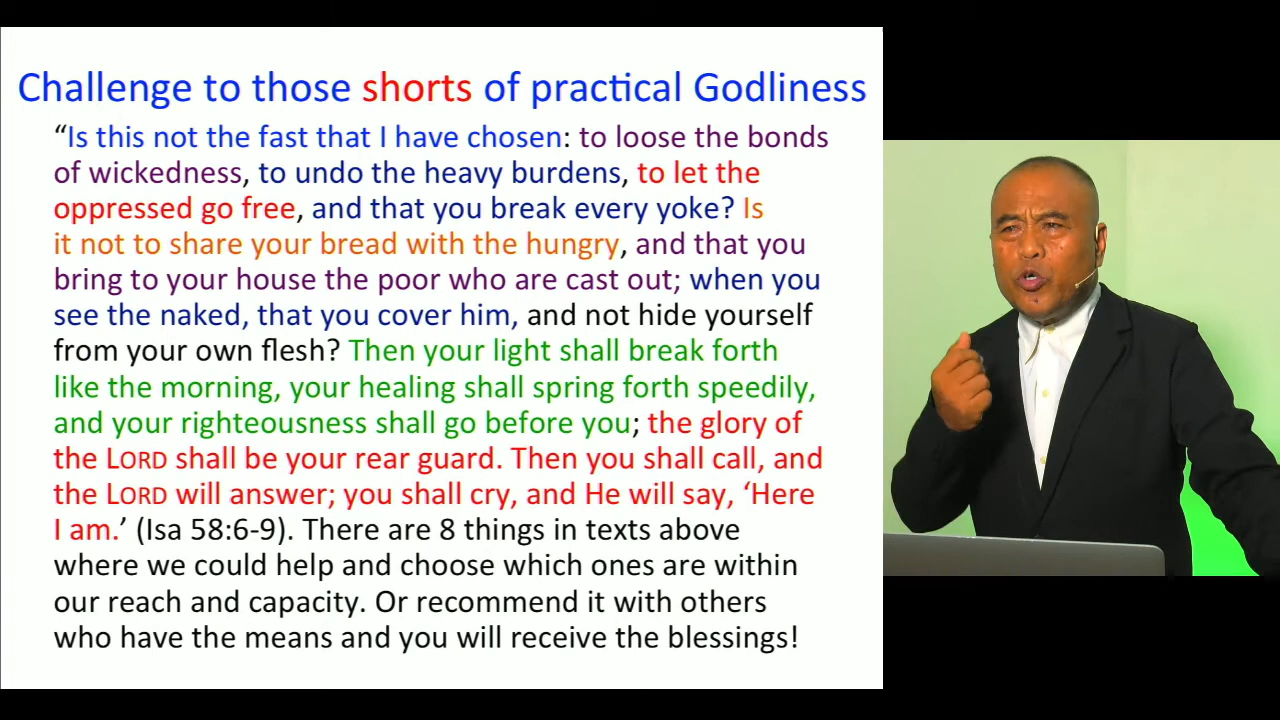 Challenge to those shorts of practical Godliness
“Is this not the fast that I have chosen: to loose the bonds
of wickedness, to undo the heavy burdens, to let the
oppressed go free, and that you break every yoke? Is
it not to share your bread with the hungry, and that you
bring to your house the poor who are cast out; when you
see the naked, that you cover him, and not hide yourself
from your own flesh? Then your light shall break forth
like the morning, your healing shall spring forth speedily,
and your righteousness shall go before you; the glory of
the LORD shall be your rear guard. Then you shall call, and
the LORD will answer; you shall cry, and He will say, ‘Here
I am.’ (Isa 58:6-9). There are 8 things in texts above
where we could help and choose which ones are within
our reach and capacity. Or recommend it with others
who have the means and you will receive the blessings!